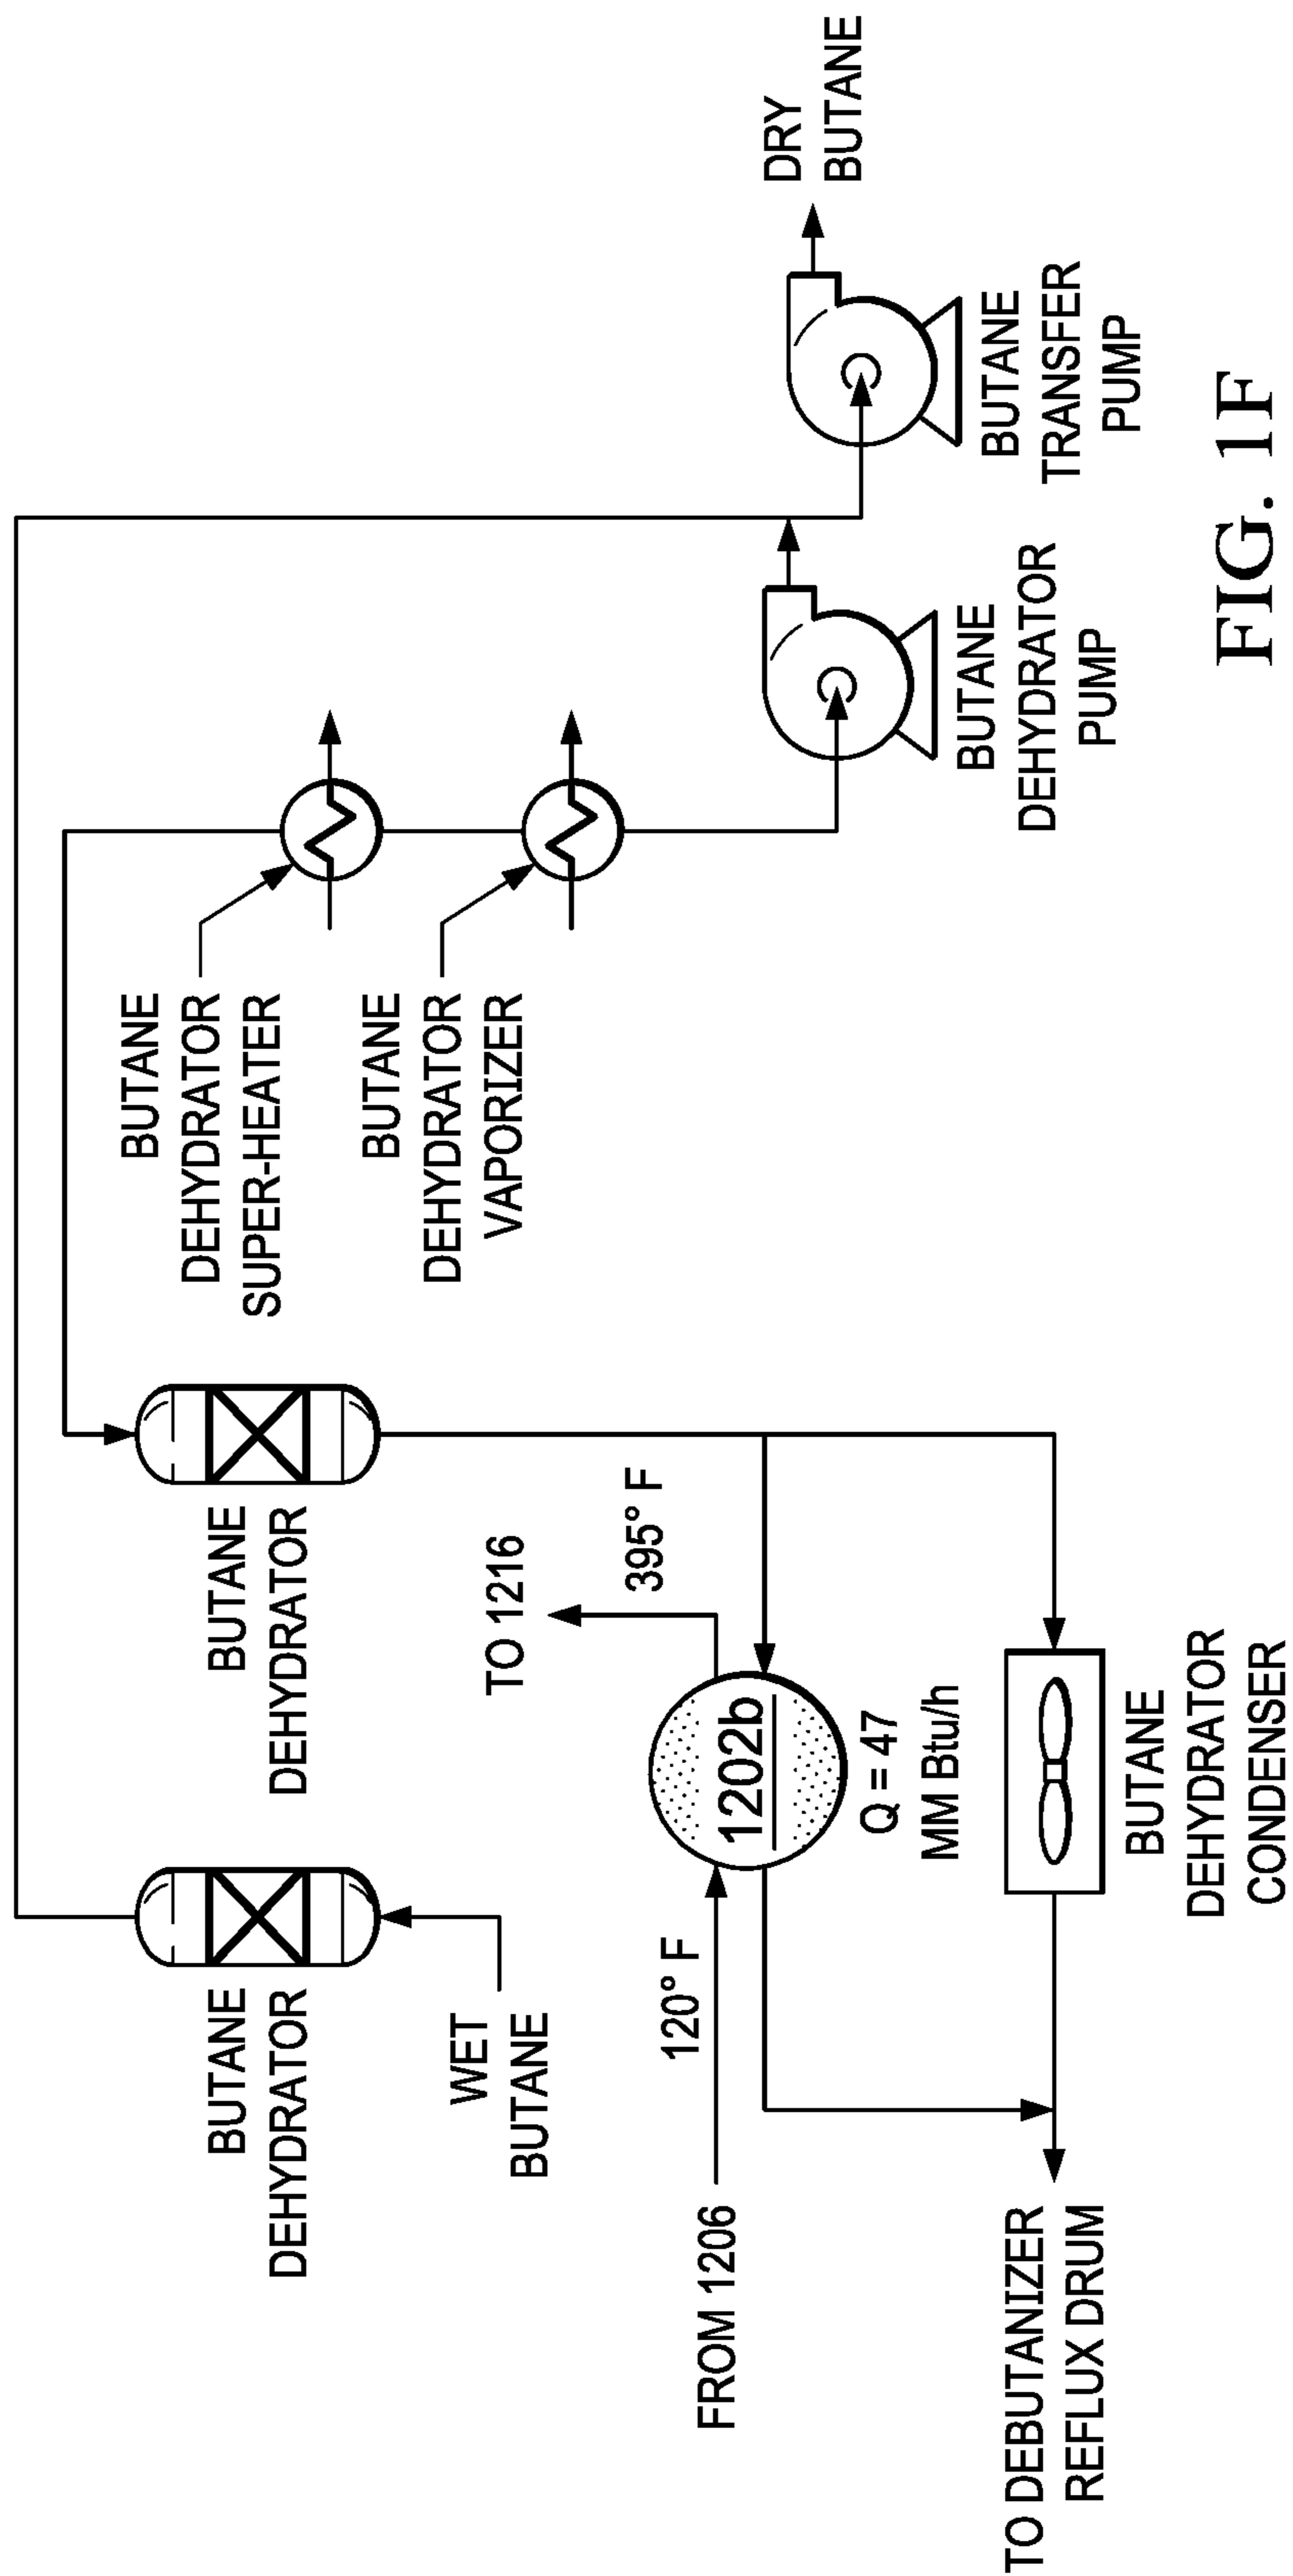 BUTANE
DEHYDRATOR
BUTANE
DEHYDRATOR
BUTANE
DEHYDRATOR
SUPER-HEATER
BUTANE
DEHYDRATOR
VAPORIZER
WET
BUTANE
TO 1216
395° F
120° F
FROM 1206
1202b
Q = 47
MM Btu/h
DRY
BUTANE
BUTANE
DEHYDRATOR
PUMP
BUTANE
TRANSFER
PUMP
TO DEBUTANIZER
REFLUX DRUM
BUTANE
DEHYDRATOR
CONDENSER
FIG. 1F